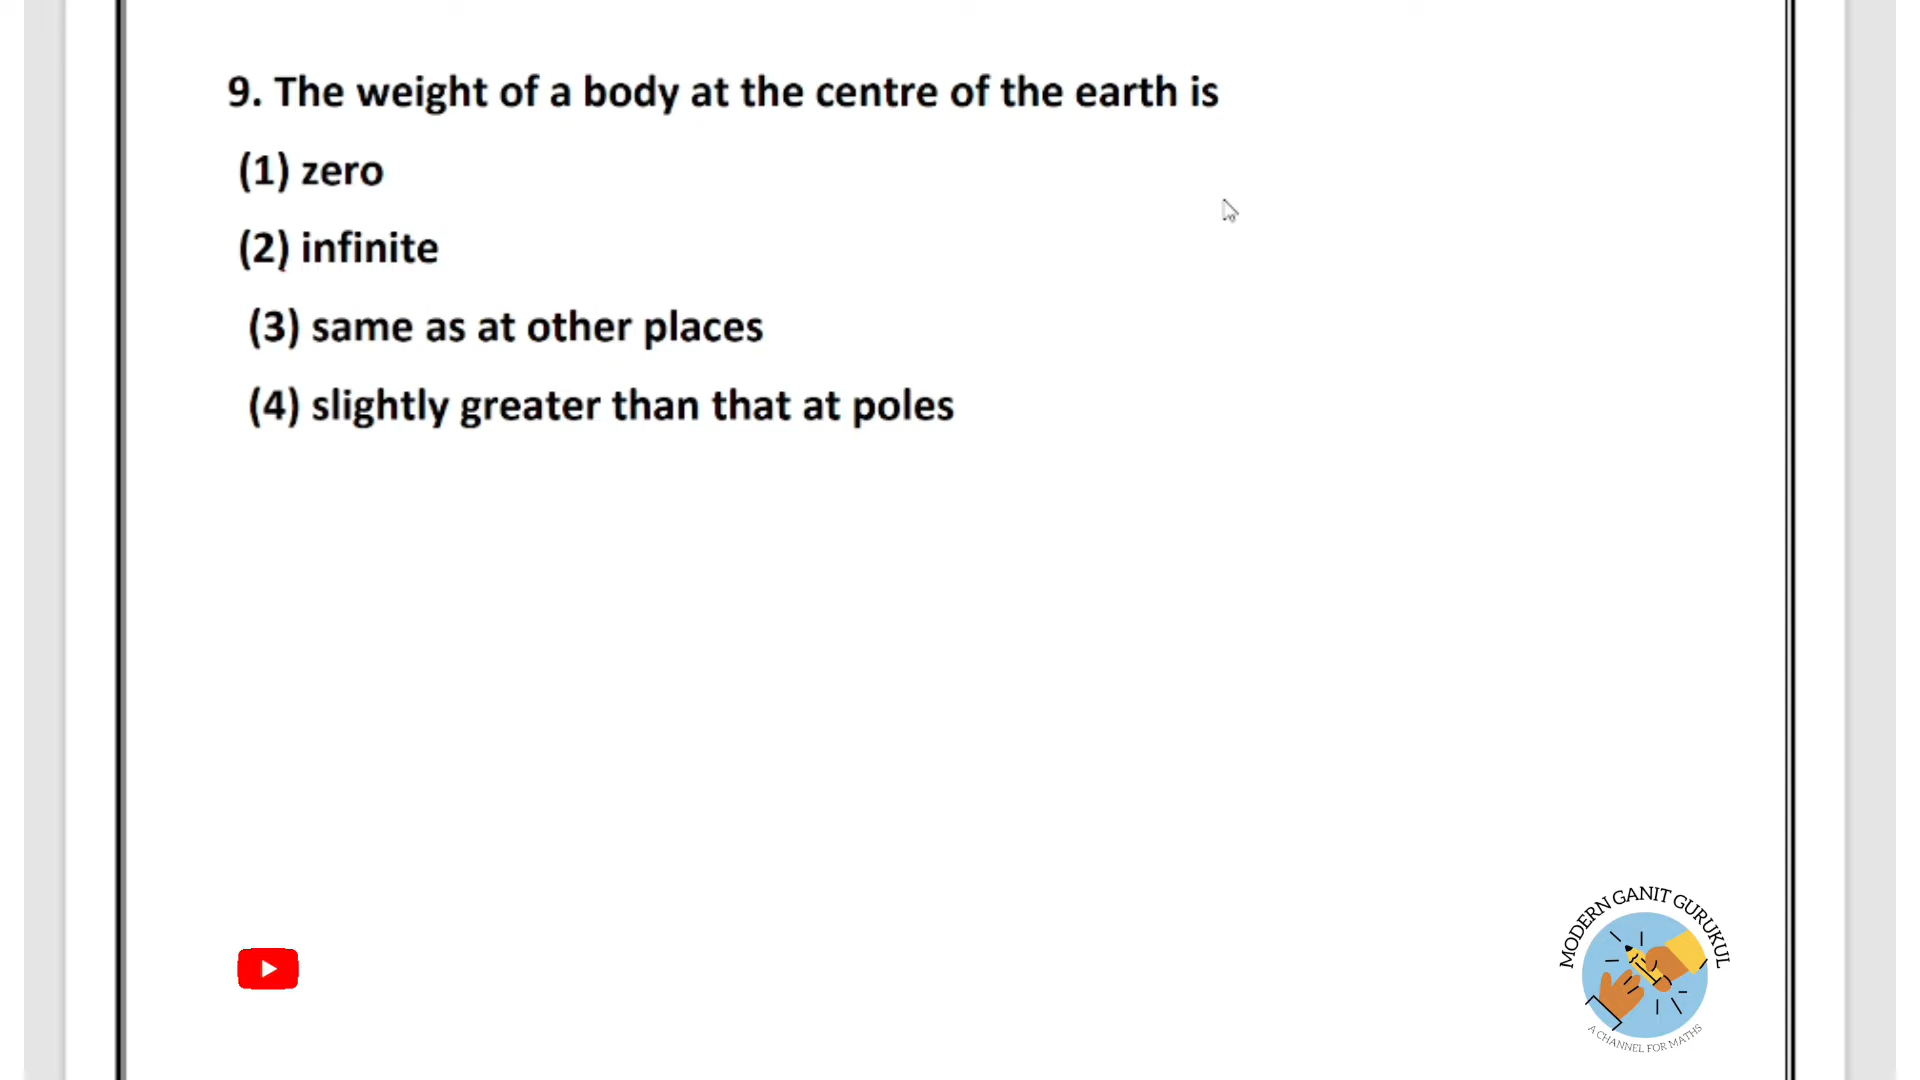 9. The weight of a body at the centre of the earth is
(1) zero
(2) infinite
(3) same as at other places
(4) slightly greater than that at poles
MODERN GANIT GURUKUL
A CHANNEL FOR MATHS